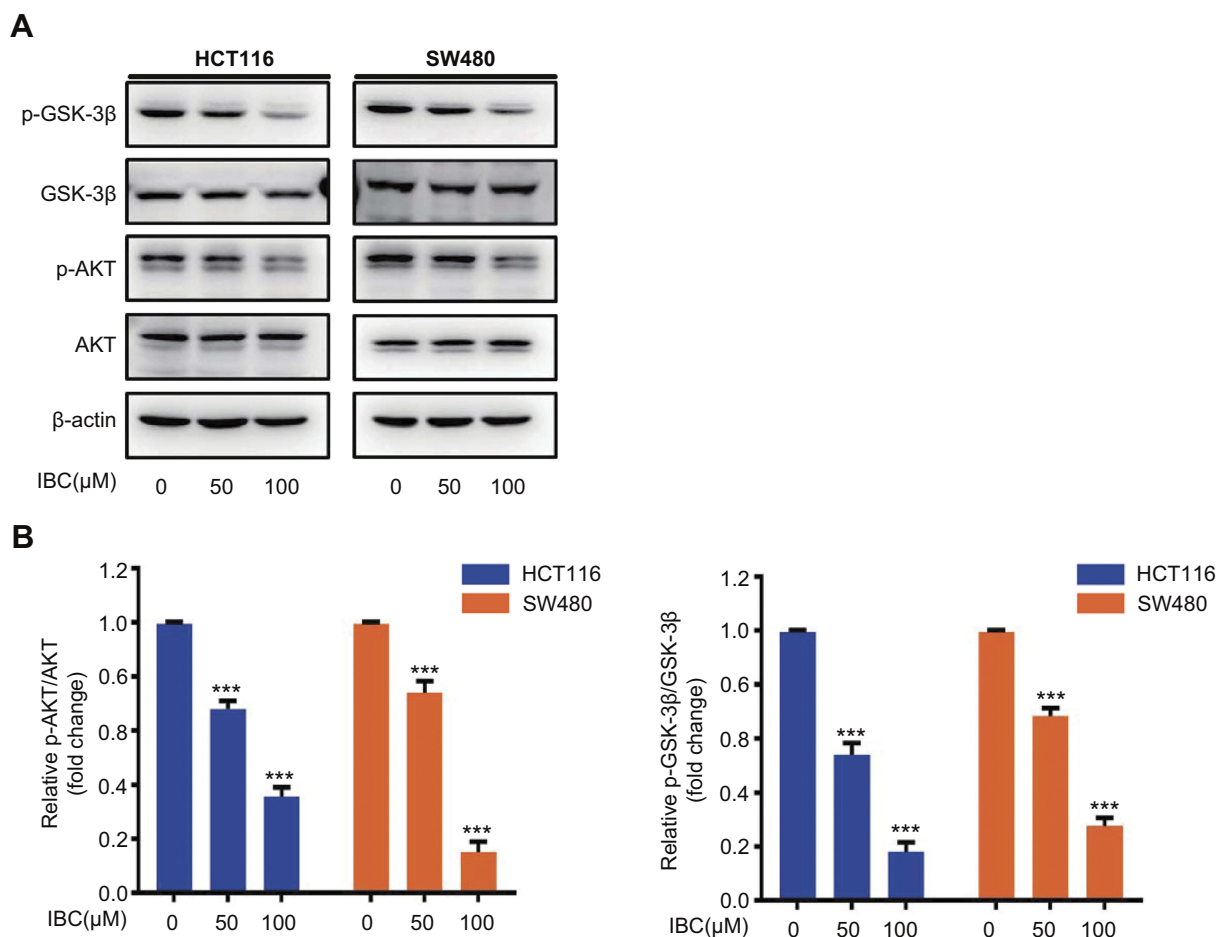 A
HCT116 SW480
p-GSK-3β
GSK-3β
p-AKT
AKT
β-actin
IBC(µM) 0 50 100 0 50 100
B
Relative p-AKT/AKT
(fold change)
1.2
1.0
0.6
0.8
0.4
0.2
0.0
HCT116
SW480
***
***
***
***
IBC(µM) 0 50 100 0 50 100
Relative p-GSK-3β/GSK-3β
(fold change)
1.2
1.0
0.6
0.8
0.4
0.2
0.0
HCT116
SW480
***
***
***
***
IBC(µM) 0 50 100 0 50 100